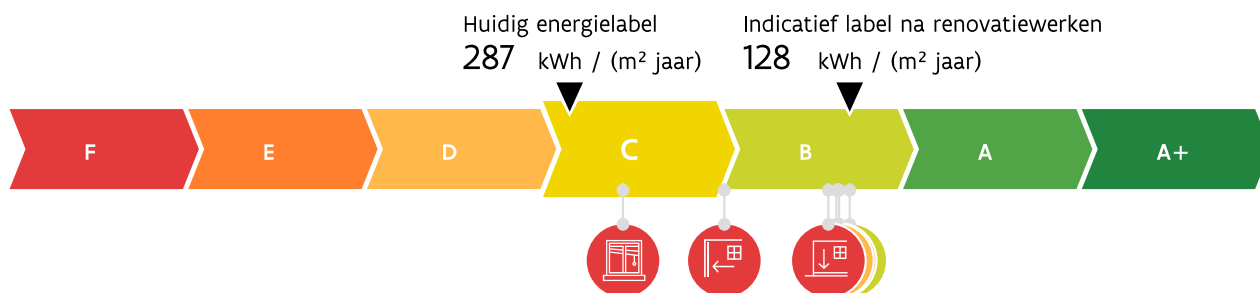 Huidig energielabel
287 kWh / (m² jaar)
Indicatief label na renovatiewerken
128 kWh / (m² jaar)
F E D C B A A+